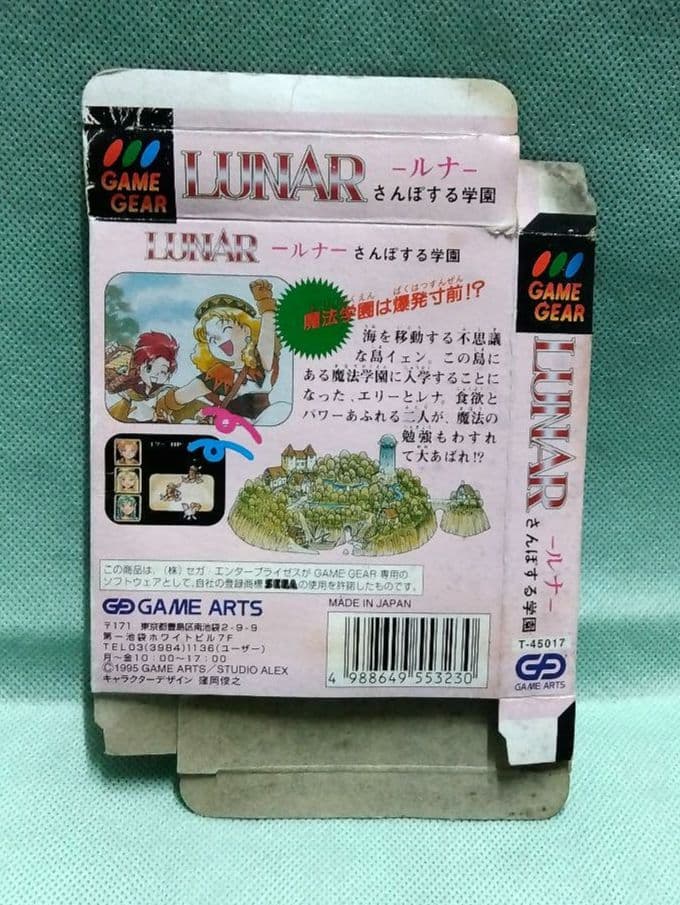 GAME
GEAR
LUNAR
-ルナ-
さんぽする学園
LUNAR ールナー さんぽする学園
魔法学園は爆発寸前!?
ばくはつすんぜん
海を移動する不思議
な島イェン。この島に
ある魔法学園に入学することに
なった、エリーとレナ。食欲と
パワーあふれる二人が、魔法の
勉強もわすれ
て大あばれ!?
HP
この商品は、(株)セガ・エンタープライゼスがGAME GEAR専用の
ソフトウェアとして、自社の登録商標SEGAの使用を許諾したものです。
GAME ARTS
MADE IN JAPAN
〒171 東京都豊島区南池袋2-9-9
第一池袋ホワイトビル7F
TEL03(3984)1136(ユーザー)
月〜金10:00〜17:00
©1995 GAME ARTS/STUDIO ALEX
キャラクターデザイン 窪岡俊之
4 988649 553230
GAME
GEAR
LUNAR
-ルナ-
さんぽする学園
T-45017
GAME ARTS